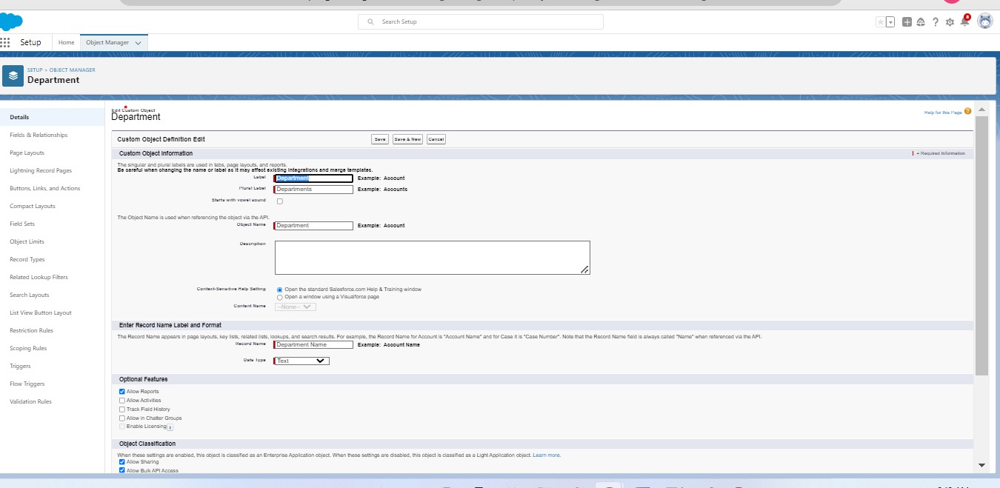 Search Setup
8
Setup
Home
Object Manager
SETUP > OBJECT MANAGER
Department
Details
Fields & Relationships
Page Layouts
Lightning Record Pages
Buttons, Links, and Actions
Compact Layouts
Field Sets
Object Limits
Record Types
Related Lookup Filters
Search Layouts
List View Button Layout
Restriction Rules
Scoping Rules
Triggers
Flow Triggers
Validation Rules
Edit Custom Object
Department
Help for this Page
Custom Object Definition Edit
Save
Save & New
Cancel
Custom Object Information
= Required Information
The singular and plural labels are used in tabs, page layouts, and reports.
Be careful when changing the name or label as it may affect existing integrations and merge templates.
Label Department Example: Account
Plural Label Departments Example: Accounts
Starts with vowel sound
The Object Name is used when referencing the object via the API.
Object Name Department Example: Account
Description
Context-Sensitive Help Setting Open the standard Salesforce.com Help & Training window
Open a window using a Visualforce page
Content Name --None--
Enter Record Name Label and Format
The Record Name appears in page layouts, key lists, related lists, lookups, and search results. For example, the Record Name for Account is "Account Name" and for Case it is "Case Number". Note that the Record Name field is always called "Name" when referenced via the API.
Record Name Department Name Example: Account Name
Data Type Text
Optional Features
Allow Reports
Allow Activities
Track Field History
Allow in Chatter Groups
Enable Licensing i
Object Classification
When these settings are enabled, this object is classified as an Enterprise Application object. When these settings are disabled, this object is classified as a Light Application object. Learn more.
Allow Sharing
Allow Bulk API Access